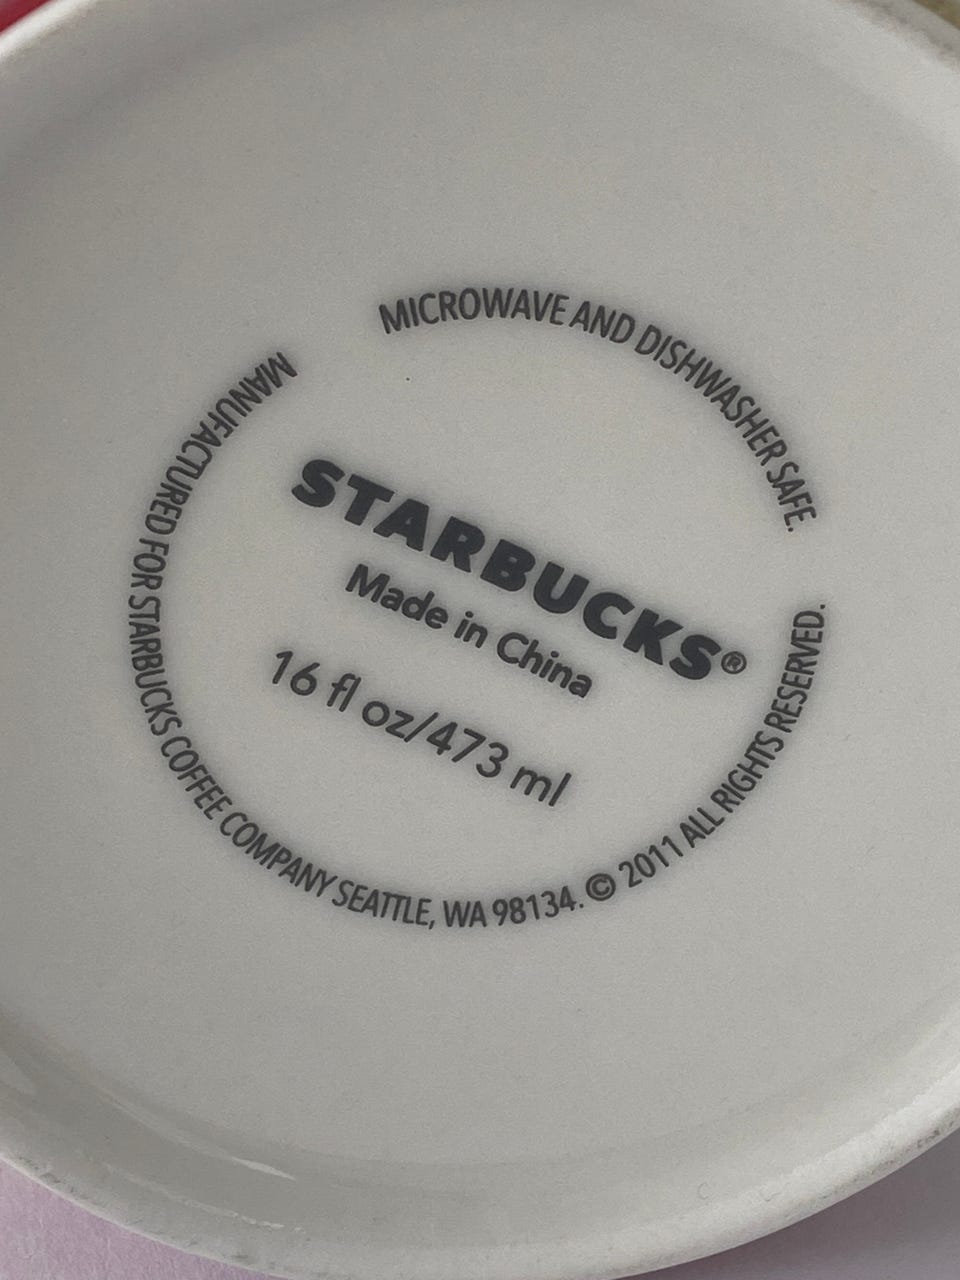 MICROWAVE AND DISHWASHER SAFE.
STARBUCKS®
Made in China
16 fl oz/473 ml
MANUFACTURED FOR STARBUCKS COFFEE COMPANY SEATTLE, WA 98134. © 2011 ALL RIGHTS RESERVED.